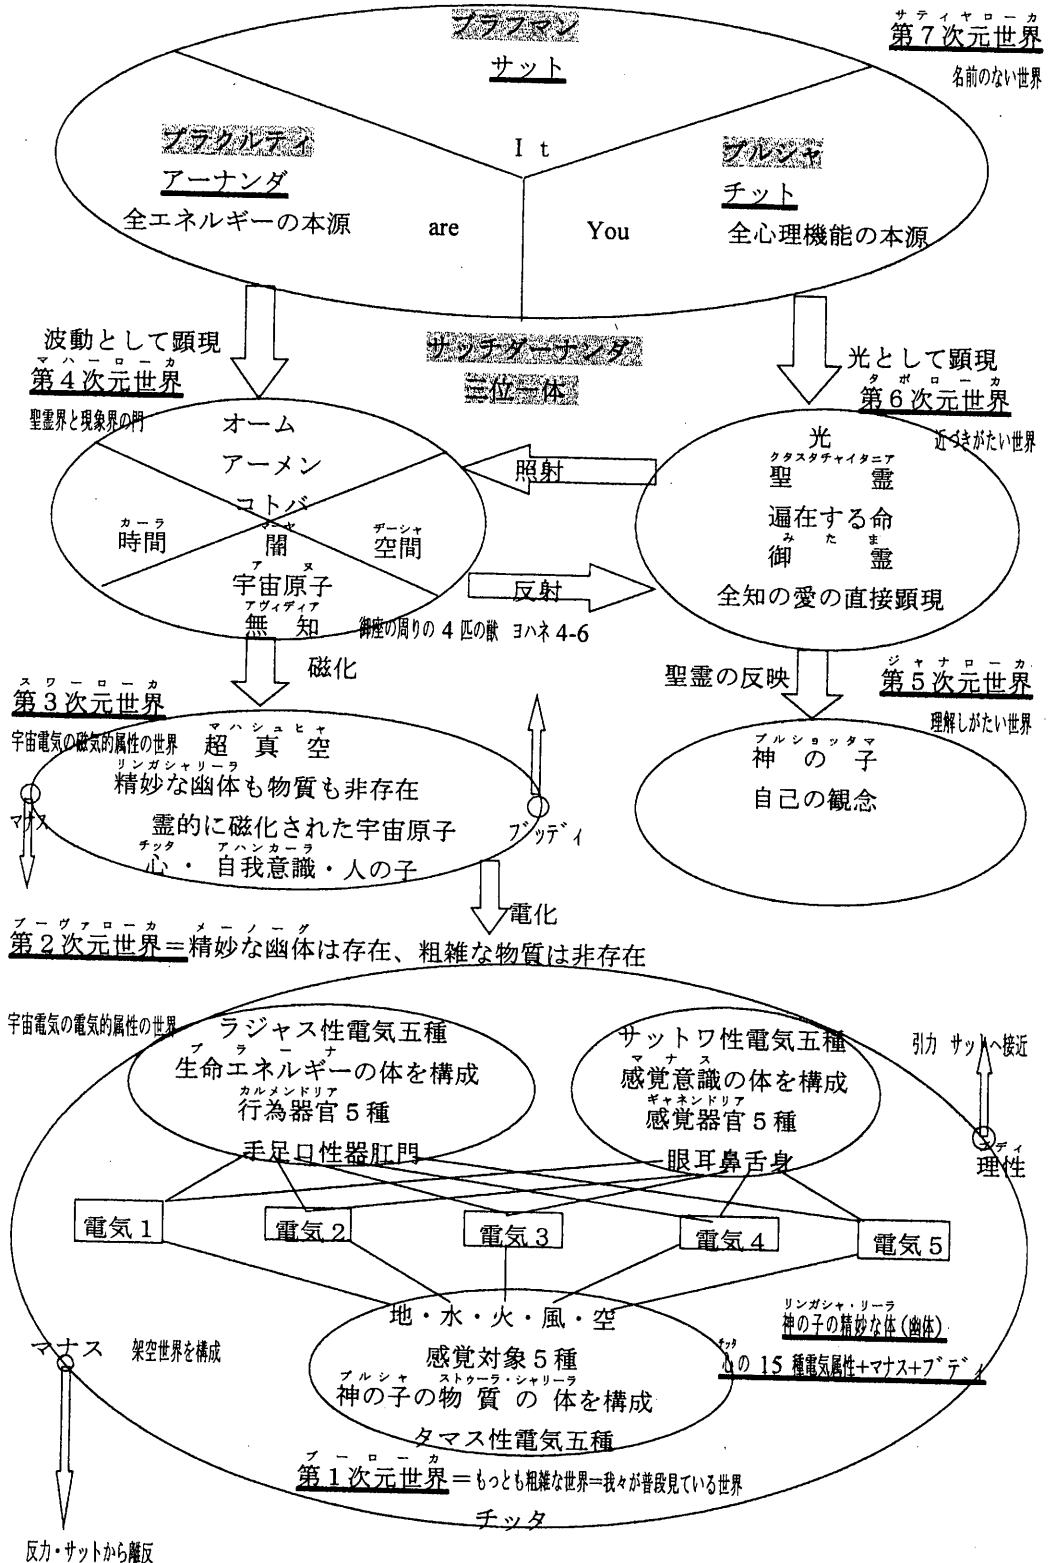 ブラフマン
サット
サティヤローカ
第7次元世界
名前のない世界
プラクルティ
アーナンダ
全エネルギーの本源
It
are
You
プルシャ
チット
全心理機能の本源
サッチダーナンダ
三位一体
波動として顕現
マハーローカ
第4次元世界
聖霊界と現象界の門
光として顕現
タポローカ
第6次元世界
近づきがたい世界
オーム
アーメン
コトバ
カーラ
時間
マーヤ
闇
デーシャ
空間
アヌ
宇宙原子
アヴィディア
無知
御座の周りの4匹の獣 ヨハネ4-6
照射
反射
光
クタスタチャイタニア
聖霊
遍在する命
みたま
御霊
全知の愛の直接顕現
磁化
聖霊の反映
ジャナローカ
第5次元世界
理解しがたい世界
スワーローカ
第3次元世界
宇宙電気の磁気的属性の世界
マハシュヒャ
超真空
リンガシャリーラ
精妙な幽体も物質も非存在
霊的に磁化された宇宙原子
チッタ アハンカーラ
心・自我意識・人の子
マナス
ブッデイ
プルショッタマ
神の子
自己の観念
電化
ブーヴァローカ メーノーグ
第2次元世界=精妙な幽体は存在、粗雑な物質は非存在
宇宙電気の電気的属性の世界
ラジャス性電気五種
プラーナ
生命エネルギーの体を構成
カルメンドリア
行為器官5種
手足口性器肛門
サットワ性電気五種
マナス
感覚意識の体を構成
ギャネンドリア
感覚器官5種
眼耳鼻舌身
引力 サットへ接近
理性
電気1
電気2
電気3
電気4
電気5
地・水・火・風・空
感覚対象5種
プルシャ ストゥーラ・シャリーラ
神の子の物質の体を構成
タマス性電気五種
マナス 架空世界を構成
リンガシャ・リーラ
神の子の精妙な体(幽体)
チッタ
心の15種電気属性+マナス+ブデイ
ブーローカ
第1次元世界=もっとも粗雑な世界=我々が普段見ている世界
チッタ
反力・サットから離反